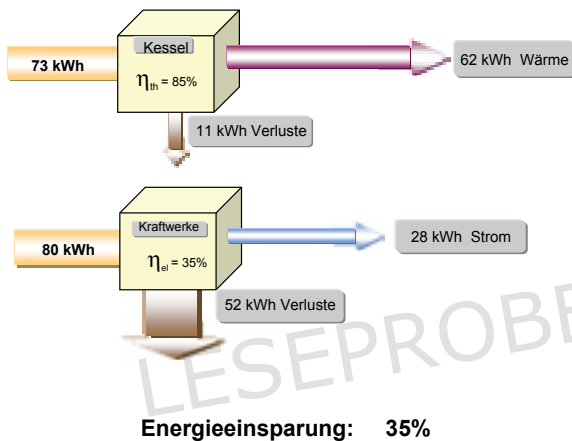 Kessel
73 kWh
62 kWh Wärme
ηth = 85%
11 kWh Verluste
Kraftwerke
80 kWh
28 kWh Strom
ηel = 35%
52 kWh Verluste
LESEPROBE
Energieeinsparung: 35%